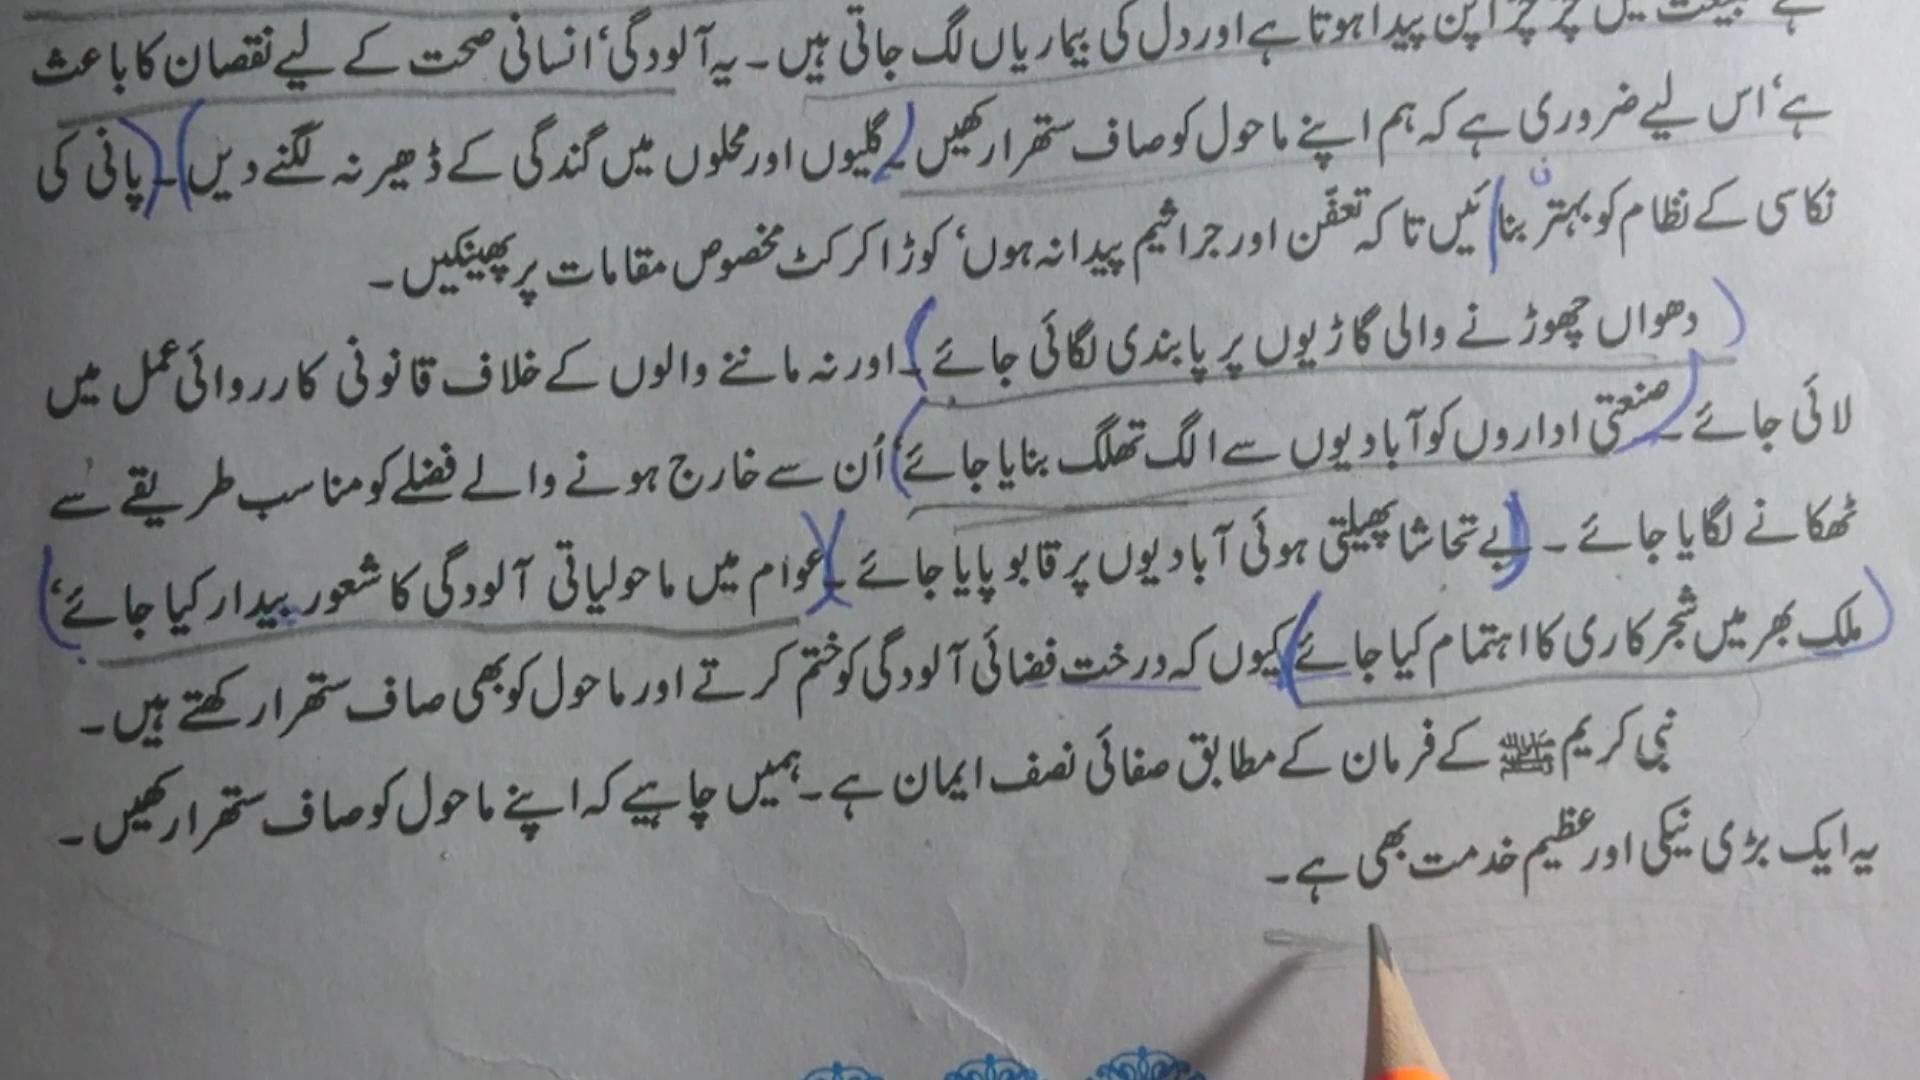 ہے طبیعت میں چڑچڑا پن پیدا ہوتا ہے اور دل کی بیماریاں لگ جاتی ہیں۔ یہ آلودگی، انسانی صحت کے لیے نقصان کا باعث
ہے، اس لیے ضروری ہے کہ ہم اپنے ماحول کو صاف ستھرا رکھیں۔ گلیوں اور محلوں میں گندگی کے ڈھیر نہ لگنے دیں۔ پانی کی
نکاسی کے نظام کو بہتر بنائیں تاکہ تعفّن اور جراثیم پیدا نہ ہوں، کوڑا کرکٹ مخصوص مقامات پر پھینکیں۔
دھواں چھوڑنے والی گاڑیوں پر پابندی لگائی جائے۔ اور نہ ماننے والوں کے خلاف قانونی کارروائی عمل میں
لائی جائے۔ صنعتی اداروں کو آبادیوں سے الگ تھلگ بنایا جائے، اُن سے خارج ہونے والے فضلے کو مناسب طریقے سے
ٹھکانے لگایا جائے۔ بے تحاشا پھیلتی ہوئی آبادیوں پر قابو پایا جائے۔ عوام میں ماحولیاتی آلودگی کا شعور بیدار کیا جائے،
ملک بھر میں شجرکاری کا اہتمام کیا جائے کیوں کہ درخت فضائی آلودگی کو ختم کرتے اور ماحول کو بھی صاف ستھرا رکھتے ہیں۔
نبی کریم ﷺ کے فرمان کے مطابق صفائی نصف ایمان ہے۔ ہمیں چاہیے کہ اپنے ماحول کو صاف ستھرا رکھیں۔
یہ ایک بڑی نیکی اور عظیم خدمت بھی ہے۔